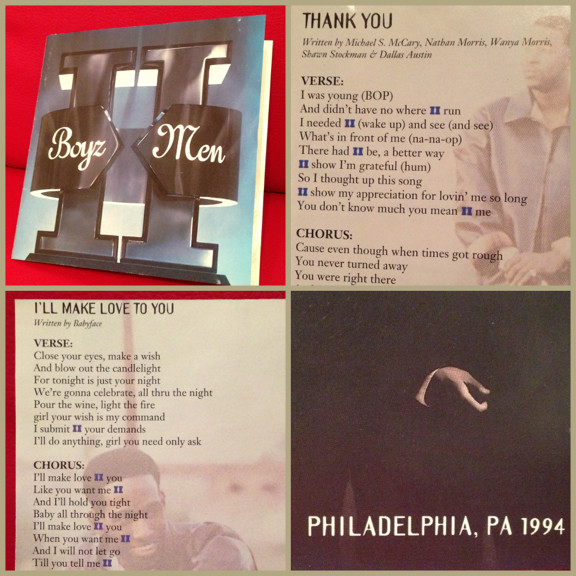 Boyz II Men
THANK YOU
Written by Michael S. McCary, Nathan Morris, Wanya Morris,
Shawn Stockman & Dallas Austin
VERSE:
I was young (BOP)
And didn't have no where II run
I needed II (wake up) and see (and see)
What's in front of me (na-na-op)
There had II be, a better way
II show I'm grateful (hum)
So I thought up this song
II show my appreciation for lovin' me so long
You don't know much you mean II me
CHORUS:
Cause even though when times got rough
You never turned away
You were right there
I'LL MAKE LOVE TO YOU
Written by Babyface
VERSE:
Close your eyes, make a wish
And blow out the candlelight
For tonight is just your night
We're gonna celebrate, all thru the night
Pour the wine, light the fire
girl your wish is my command
I submit II your demands
I'll do anything, girl you need only ask
CHORUS:
I'll make love II you
Like you want me II
And I'll hold you tight
Baby all through the night
I'll make love II you
When you want me II
And I will not let go
Till you tell me II
PHILADELPHIA, PA 1994